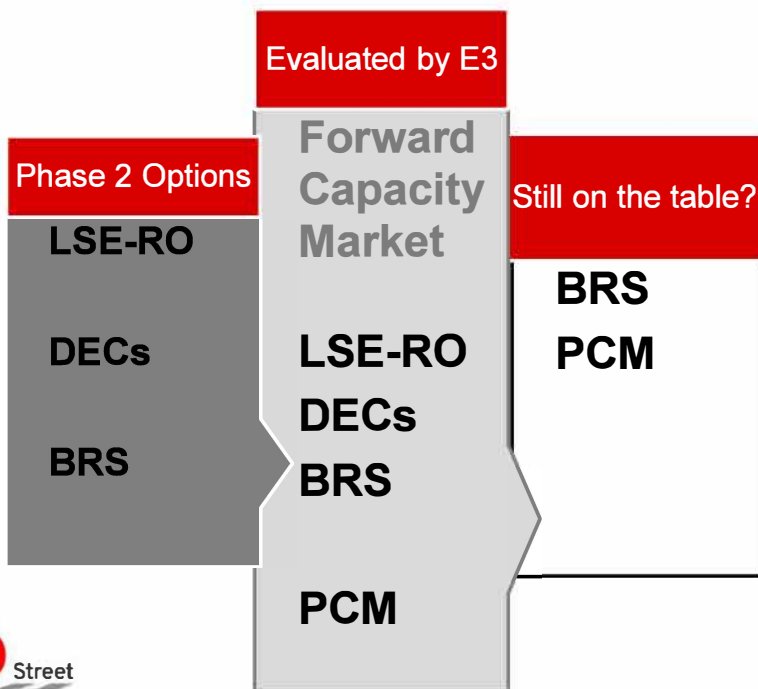 Phase 2 Options
LSE-RO
DECs
BRS
Evaluated by E3
Forward
Capacity
Market
LSE-RO
DECs
BRS
PCM
Still on the table?
BRS
PCM
Street